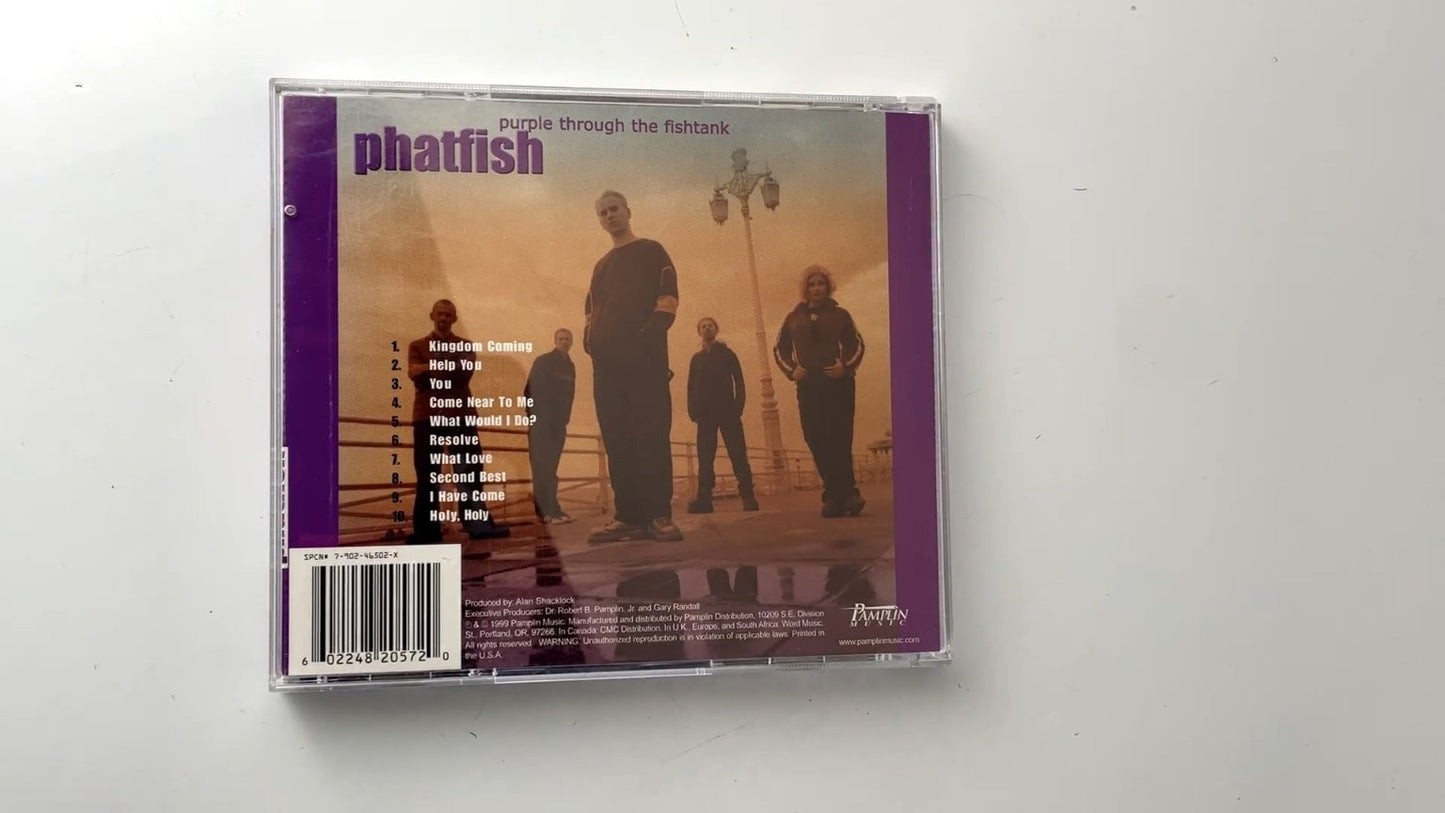 purple through the fishtank
phatfish
1. Kingdom Coming
2. Help You
3. You
4. Come Near To Me
5. What Would I Do?
6. Resolve
7. What Love
8. Second Best
9. I Have Come
10. Holy, Holy
SPCN# 7-902-46502-X
6 02248 20572 0
Produced by: Alan Shacklock
Executive Producers: Dr. Robert B. Pamplin, Jr. and Gary Randall
℗ & © 1999 Pamplin Music. Manufactured and distributed by Pamplin Distribution, 10209 S.E. Division
St., Portland, OR, 97266. In Canada: CMC Distribution. In U.K., Europe, and South Africa: Word Music.
All rights reserved. WARNING: Unauthorized reproduction is in violation of applicable laws. Printed in
the U.S.A.
PAMPLIN
MUSIC
www.pamplinmusic.com